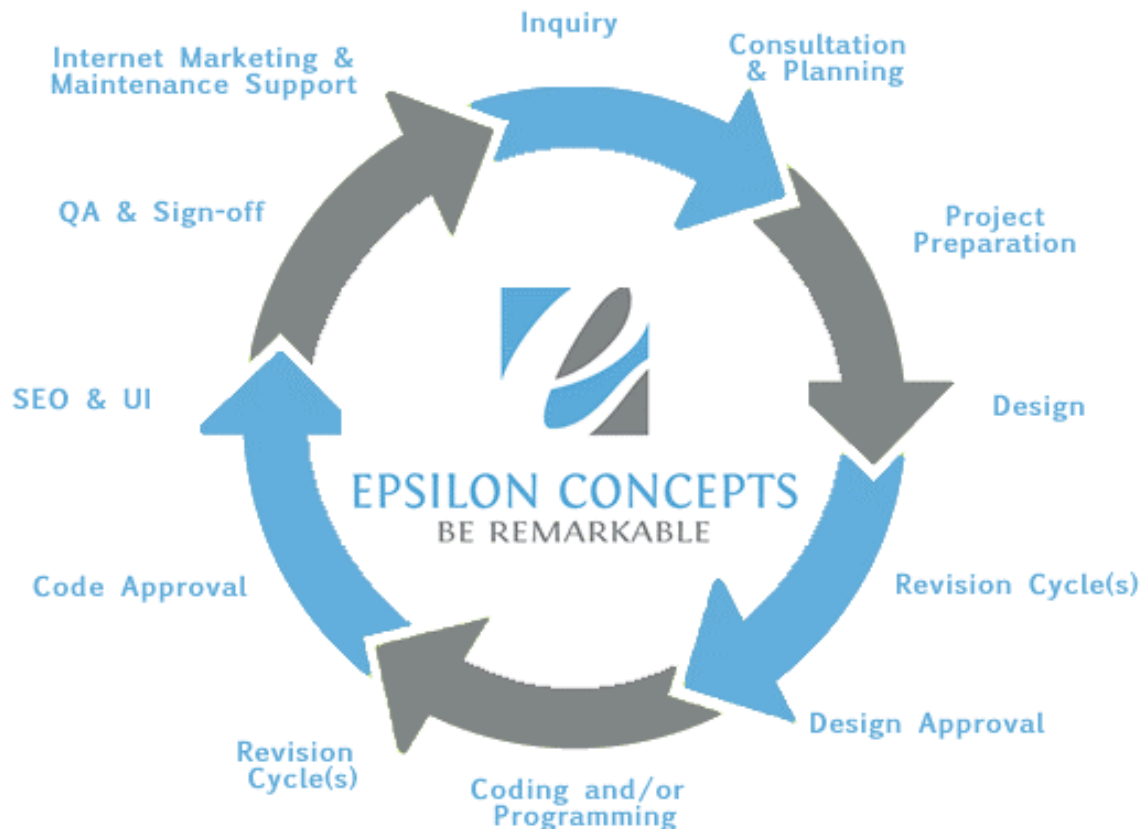 Inquiry
Consultation
& Planning
Project
Preparation
Design
Revision Cycle(s)
Design Approval
Coding and/or
Programming
Revision
Cycle(s)
Code Approval
SEO & UI
QA & Sign-off
Internet Marketing &
Maintenance Support
e
EPSILON CONCEPTS
BE REMARKABLE